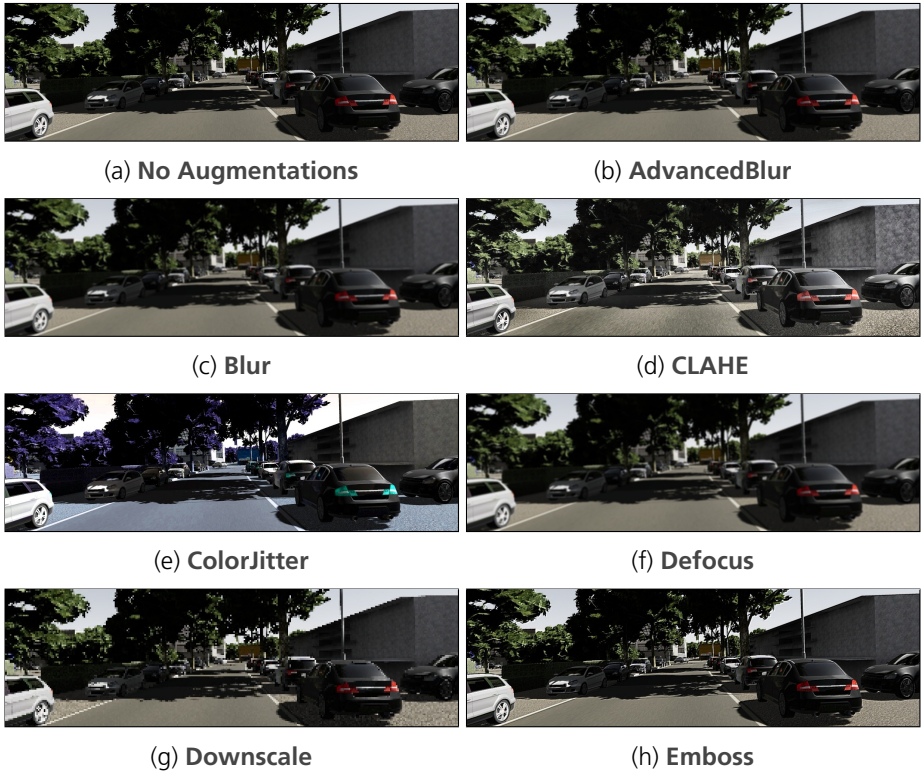 (a) No Augmentations
(b) AdvancedBlur
(c) Blur
(d) CLAHE
(e) ColorJitter
(f) Defocus
(g) Downscale
(h) Emboss